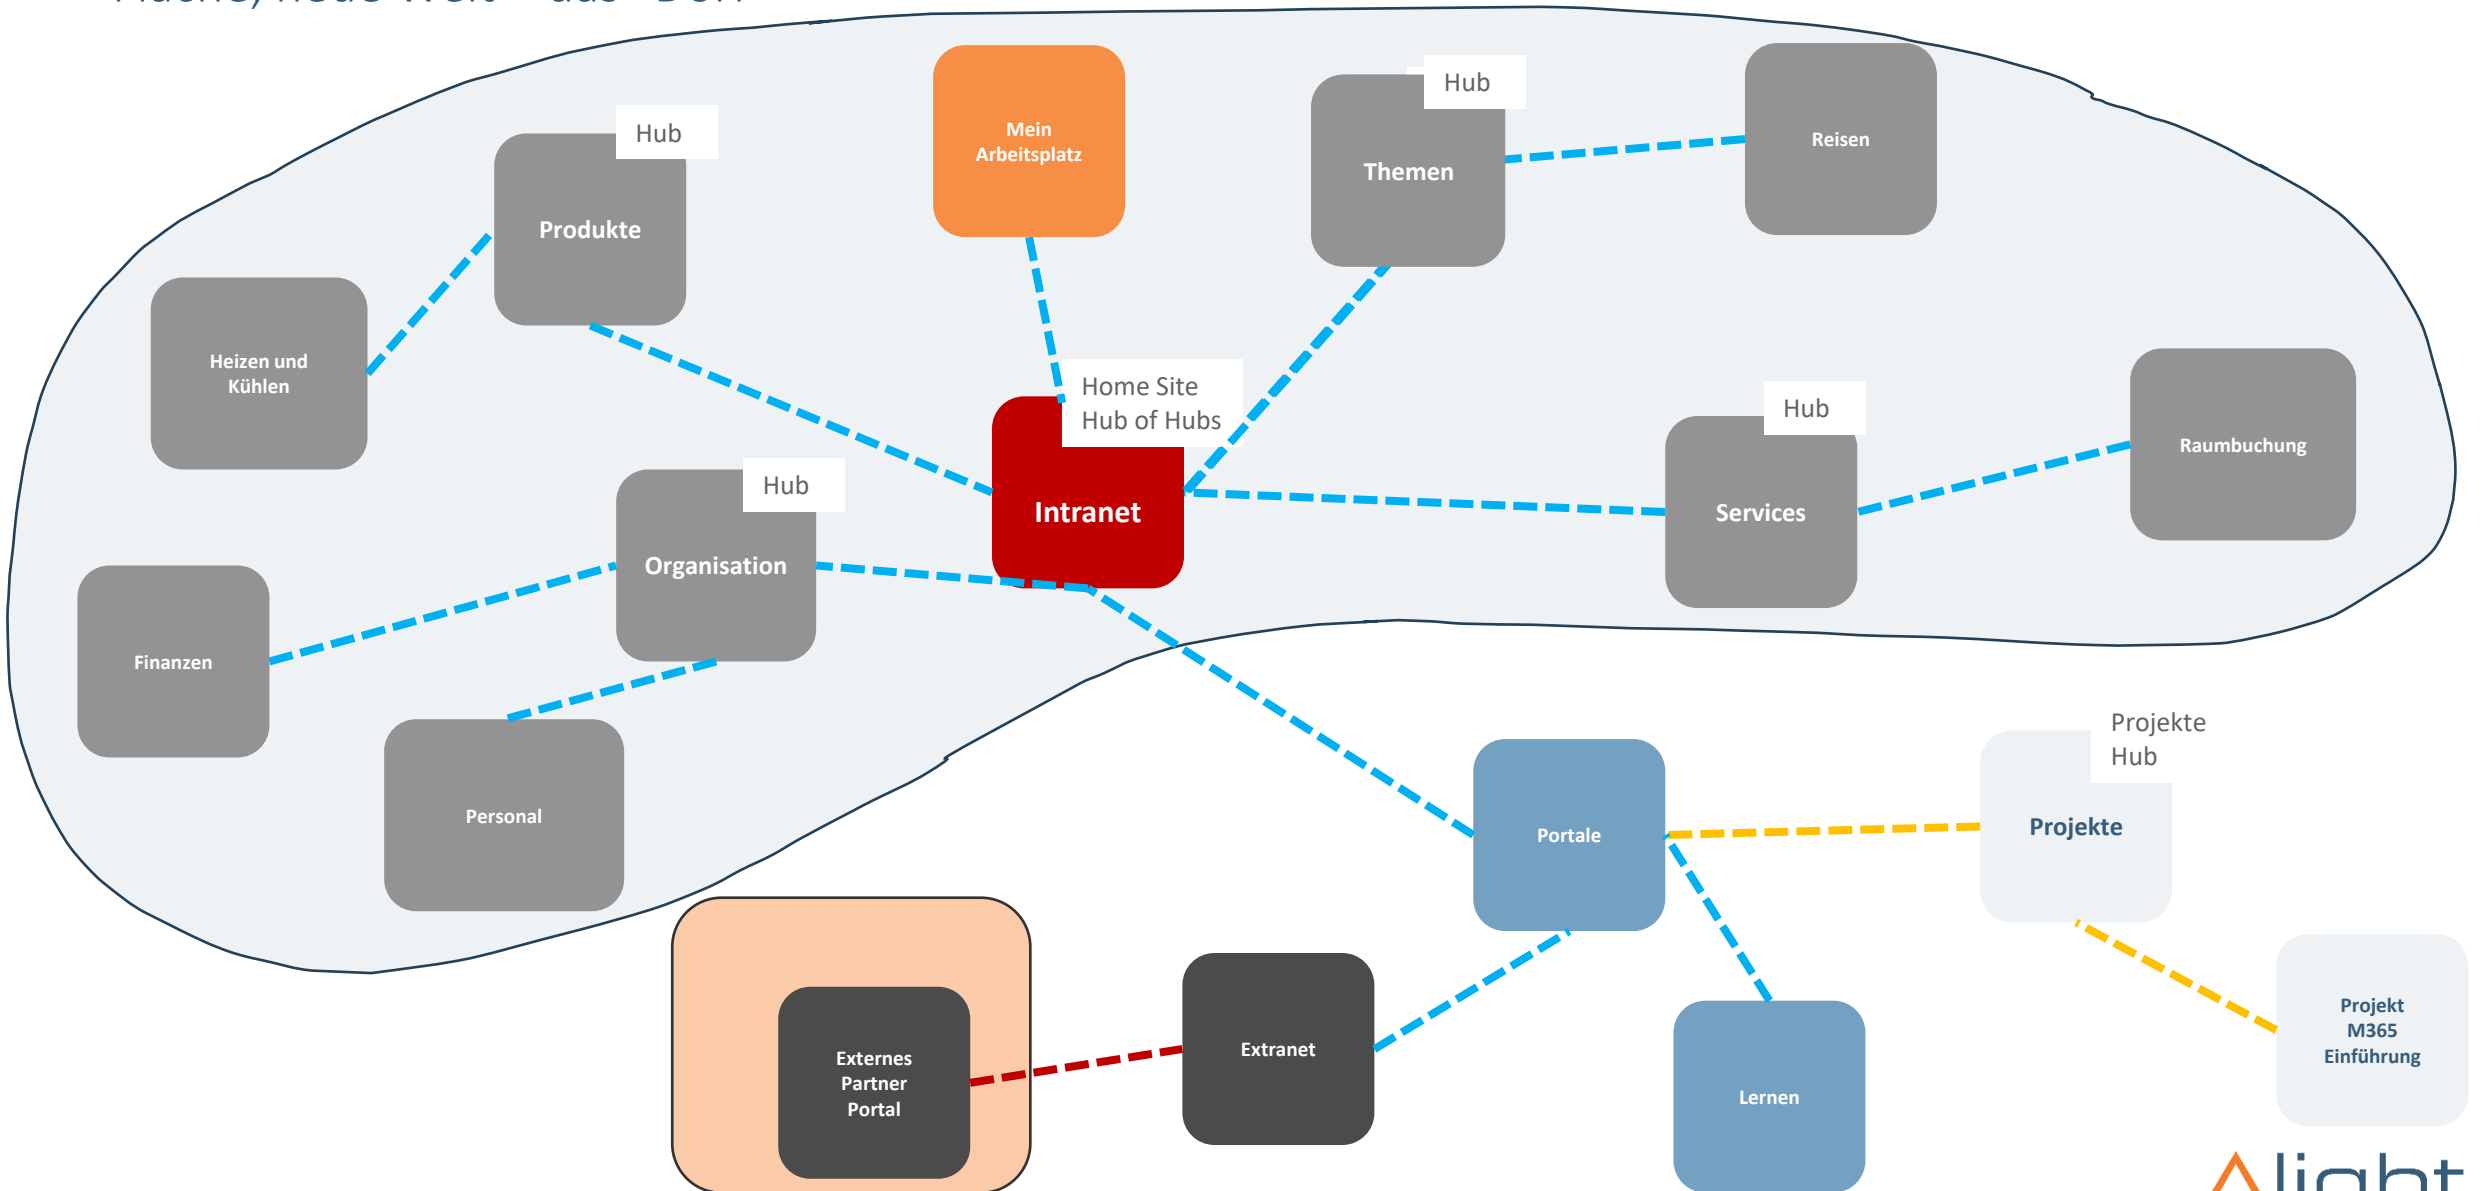 Hub
Mein
Arbeitsplatz
Hub
Reisen
Hub
Themen
Produkte
Heizen und
Kühlen
Home Site
Hub of Hubs
Hub
Raumbuchung
Hub
Intranet
Services
Organisation
Finanzen
Personal
Projekte
Hub
Portale
Projekte
Externes
Partner
Portal
Extranet
Lernen
Projekt
M365
Einführung